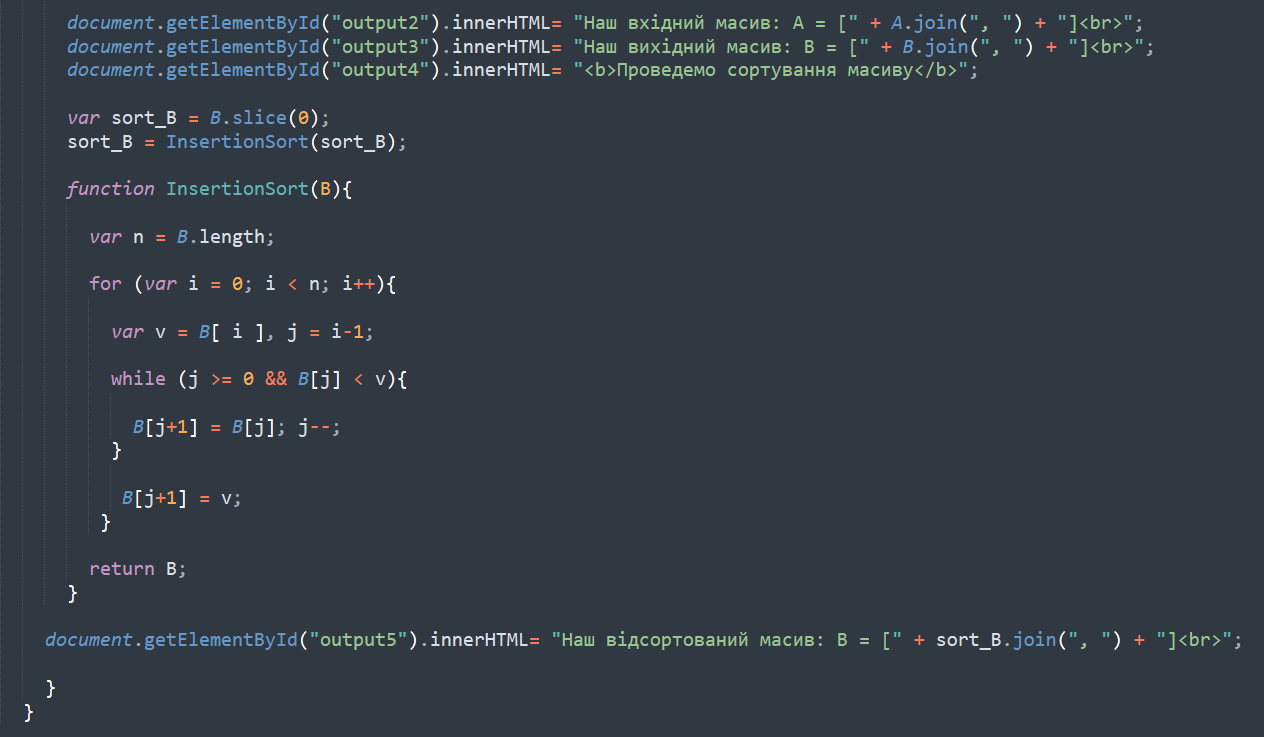 document.getElementById("output2").innerHTML= "Наш вхідний масив: A = [" + A.join(", ") + "]<br>";
document.getElementById("output3").innerHTML= "Наш вихідний масив: B = [" + B.join(", ") + "]<br>";
document.getElementById("output4").innerHTML= "<b>Проведемо сортування масиву</b>";
var sort_B = B.slice(0);
sort_B = InsertionSort(sort_B);
function InsertionSort(B){
var n = B.length;
for (var i = 0; i < n; i++){
var v = B[ i ], j = i-1;
while (j >= 0 && B[j] < v){
B[j+1] = B[j]; j--;
}
B[j+1] = v;
}
return B;
}
document.getElementById("output5").innerHTML= "Наш відсортований масив: B = [" + sort_B.join(", ") + "]<br>";
}
}